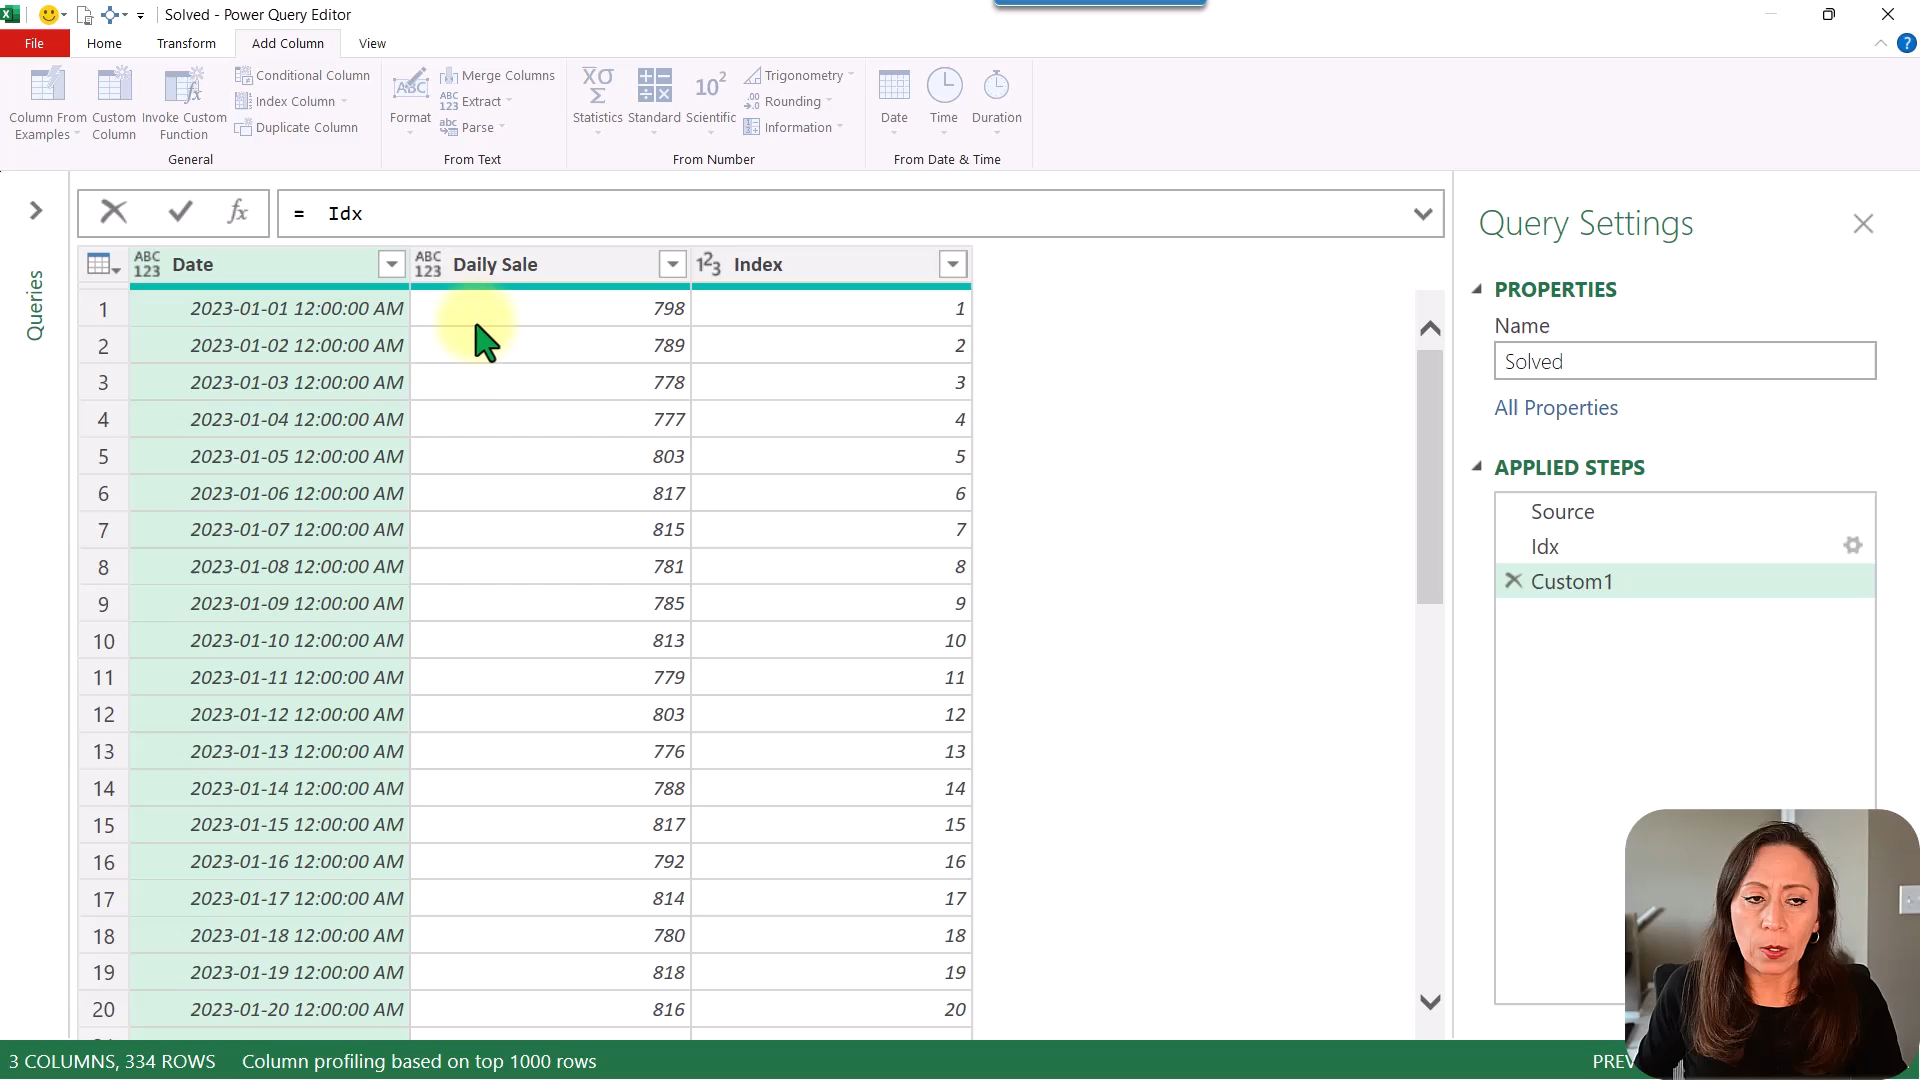 Solved - Power Query Editor
File Home Transform Add Column View
Column From Examples
Custom Column
Invoke Custom Function
Conditional Column
Index Column
Duplicate Column
General
Format
Merge Columns
Extract
Parse
From Text
Statistics
Standard
Scientific
Trigonometry
Rounding
Information
From Number
Date
Time
Duration
From Date & Time
= Idx
Queries
Date Daily Sale Index
1 2023-01-01 12:00:00 AM 798 1
2 2023-01-02 12:00:00 AM 789 2
3 2023-01-03 12:00:00 AM 778 3
4 2023-01-04 12:00:00 AM 777 4
5 2023-01-05 12:00:00 AM 803 5
6 2023-01-06 12:00:00 AM 817 6
7 2023-01-07 12:00:00 AM 815 7
8 2023-01-08 12:00:00 AM 781 8
9 2023-01-09 12:00:00 AM 785 9
10 2023-01-10 12:00:00 AM 813 10
11 2023-01-11 12:00:00 AM 779 11
12 2023-01-12 12:00:00 AM 803 12
13 2023-01-13 12:00:00 AM 776 13
14 2023-01-14 12:00:00 AM 788 14
15 2023-01-15 12:00:00 AM 817 15
16 2023-01-16 12:00:00 AM 792 16
17 2023-01-17 12:00:00 AM 814 17
18 2023-01-18 12:00:00 AM 780 18
19 2023-01-19 12:00:00 AM 818 19
20 2023-01-20 12:00:00 AM 816 20
Query Settings
PROPERTIES
Name
Solved
All Properties
APPLIED STEPS
Source
Idx
Custom1
3 COLUMNS, 334 ROWS Column profiling based on top 1000 rows